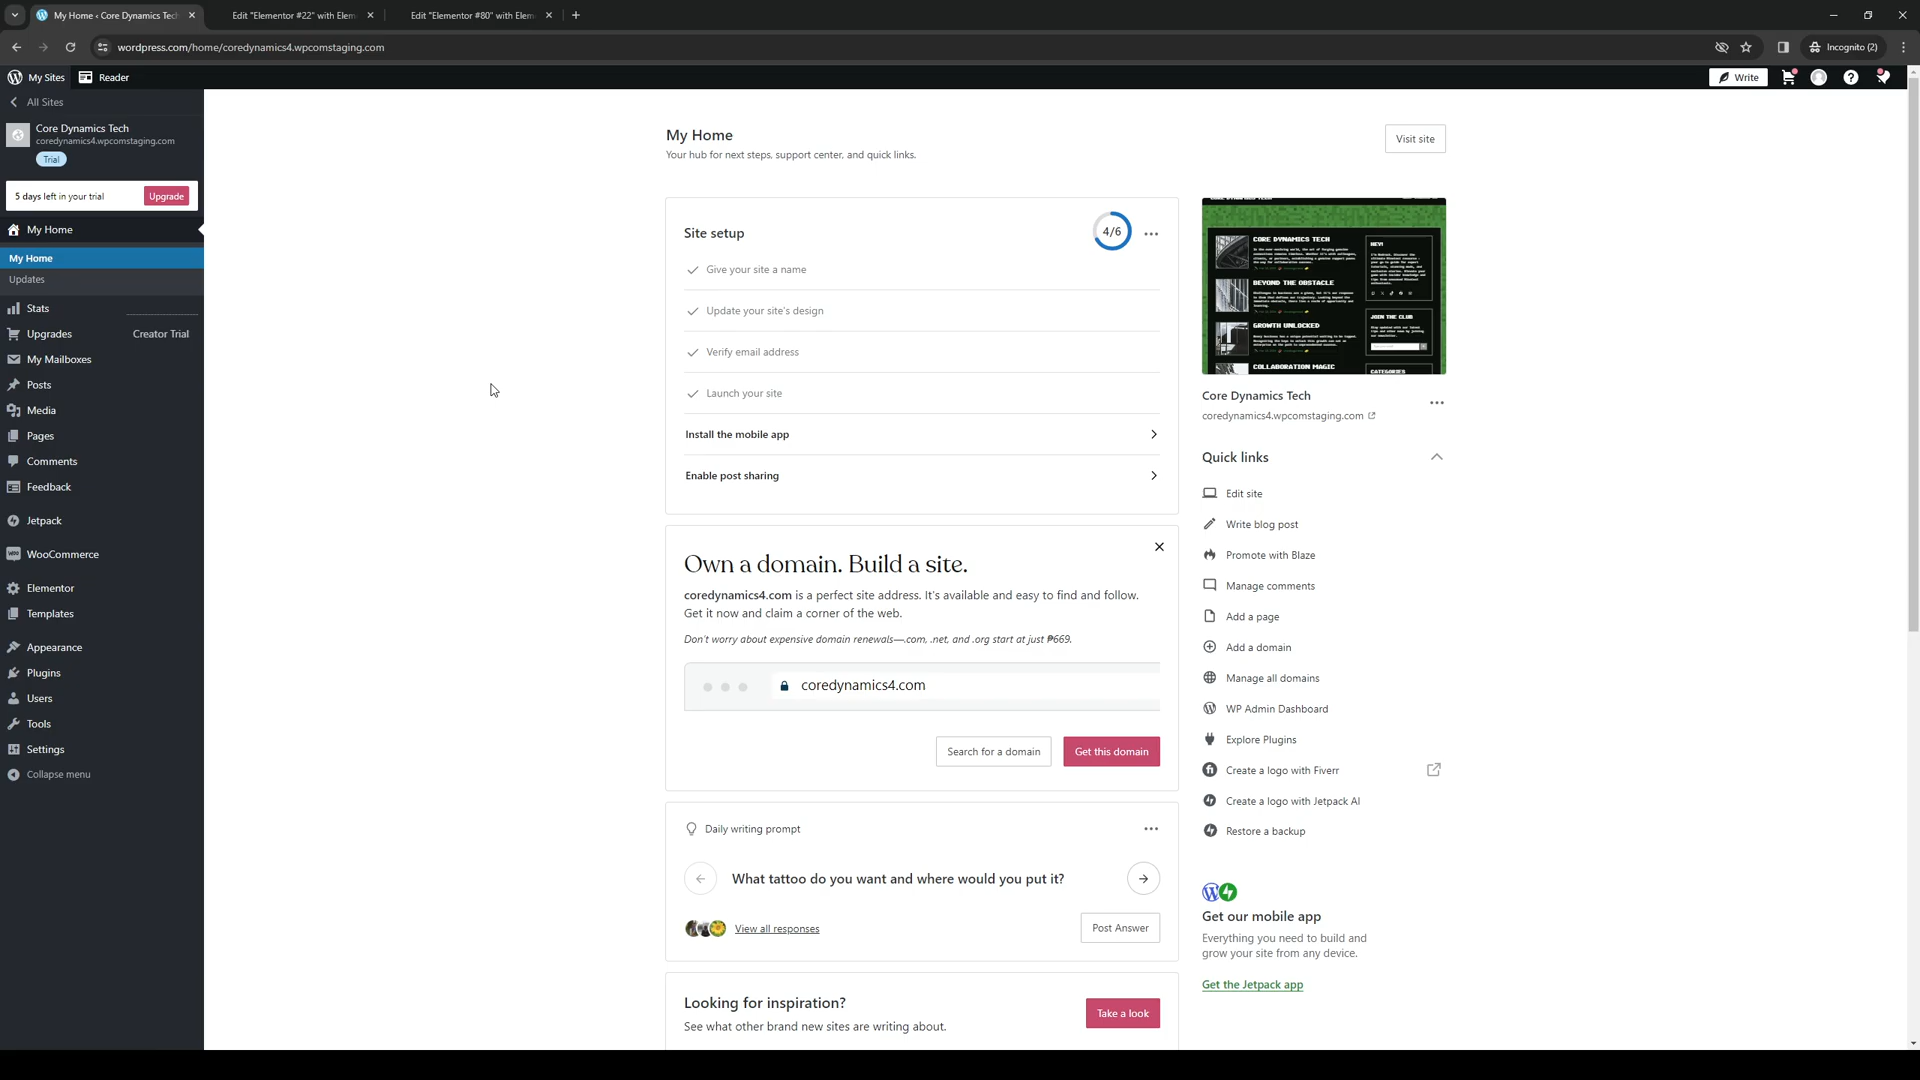 My Home ‹ Core Dynamics Tech
Edit "Elementor #22" with Elem
Edit "Elementor #80" with Elem
wordpress.com/home/coredynamics4.wpcomstaging.com
Incognito (2)
My Sites
Reader
Write
All Sites
Core Dynamics Tech
coredynamics4.wpcomstaging.com
Trial
5 days left in your trial
Upgrade
My Home
My Home
Updates
Stats
Upgrades
Creator Trial
My Mailboxes
Posts
Media
Pages
Comments
Feedback
Jetpack
WooCommerce
Elementor
Templates
Appearance
Plugins
Users
Tools
Settings
Collapse menu
My Home
Your hub for next steps, support center, and quick links.
Visit site
Site setup
4/6
Give your site a name
Update your site's design
Verify email address
Launch your site
Install the mobile app
Enable post sharing
Own a domain. Build a site.
coredynamics4.com is a perfect site address. It's available and easy to find and follow.
Get it now and claim a corner of the web.
Don't worry about expensive domain renewals—.com, .net, and .org start at just ₱669.
coredynamics4.com
Search for a domain
Get this domain
Daily writing prompt
What tattoo do you want and where would you put it?
View all responses
Post Answer
Looking for inspiration?
See what other brand new sites are writing about.
Take a look
CORE DYNAMICS TECH
BEYOND THE OBSTACLE
GROWTH UNLOCKED
COLLABORATION MAGIC
HEY!
JOIN THE CLUB
CATEGORIES
Core Dynamics Tech
coredynamics4.wpcomstaging.com
Quick links
Edit site
Write blog post
Promote with Blaze
Manage comments
Add a page
Add a domain
Manage all domains
WP Admin Dashboard
Explore Plugins
Create a logo with Fiverr
Create a logo with Jetpack AI
Restore a backup
Get our mobile app
Everything you need to build and
grow your site from any device.
Get the Jetpack app